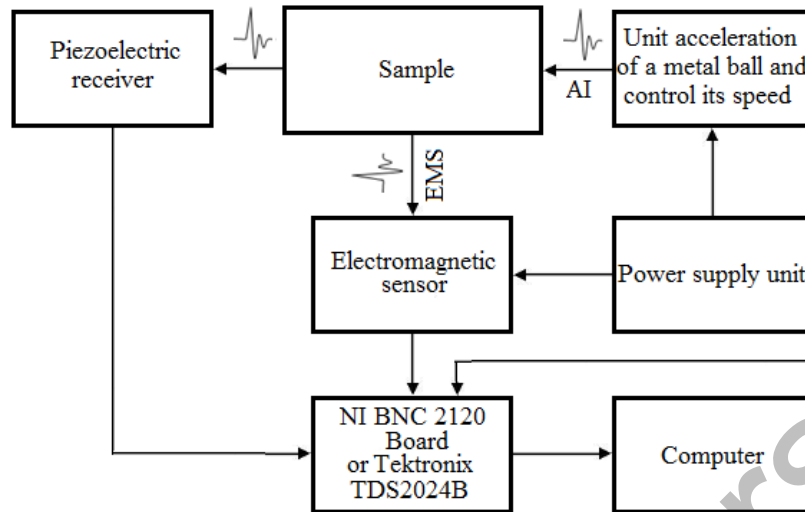 Piezoelectric
receiver
Sample
Unit acceleration
of a metal ball and
control its speed
AI
EMS
Electromagnetic
sensor
Power supply unit
NI BNC 2120
Board
or Tektronix
TDS2024B
Computer